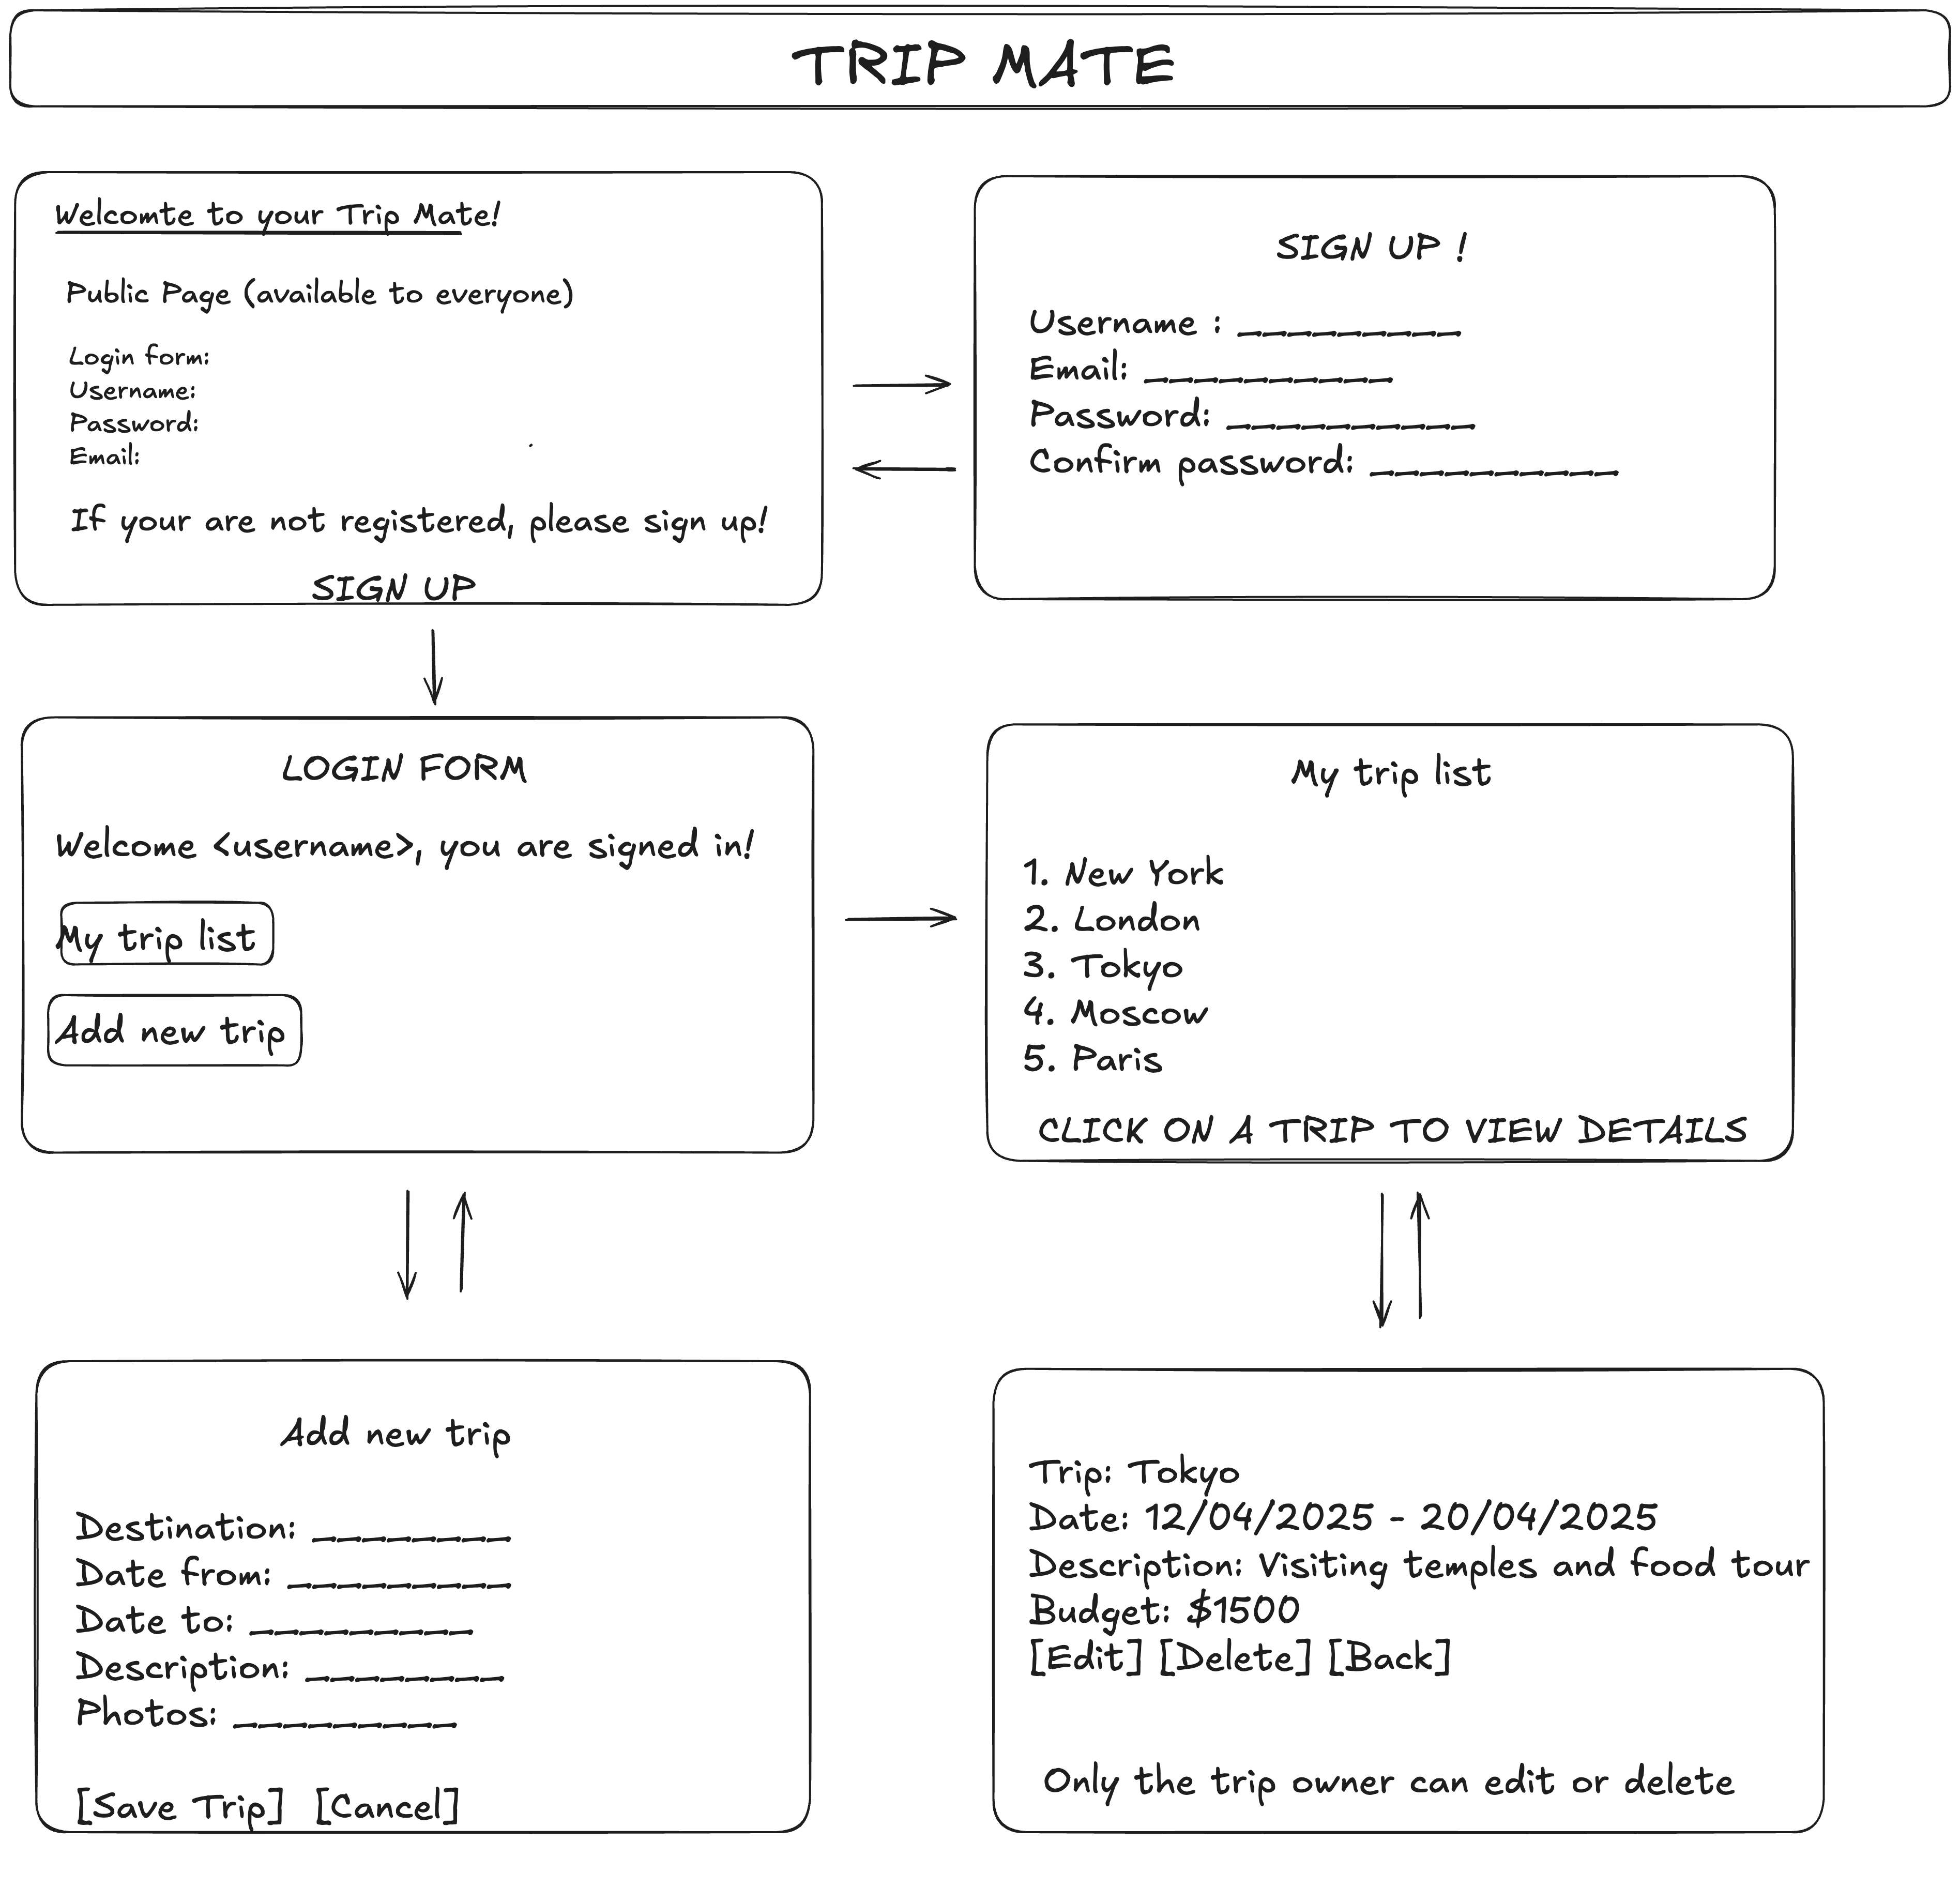 TRIP MATE
Welcomte to your Trip Mate!
Public Page (available to everyone)
Login form:
Username:
Password:
Email:
If your are not registered, please sign up!
SIGN UP
SIGN UP !
Username : _________
Email: __________
Password: __________
Confirm password: __________
LOGIN FORM
Welcome <username>, you are signed in!
My trip list
Add new trip
My trip list
1. New York
2. London
3. Tokyo
4. Moscow
5. Paris
CLICK ON A TRIP TO VIEW DETAILS
Add new trip
Destination: ________
Date from: _________
Date to: _________
Description: ________
Photos: _________
[Save Trip] [Cancel]
Trip: Tokyo
Date: 12/04/2025 - 20/04/2025
Description: Visiting temples and food tour
Budget: $1500
[Edit] [Delete] [Back]
Only the trip owner can edit or delete